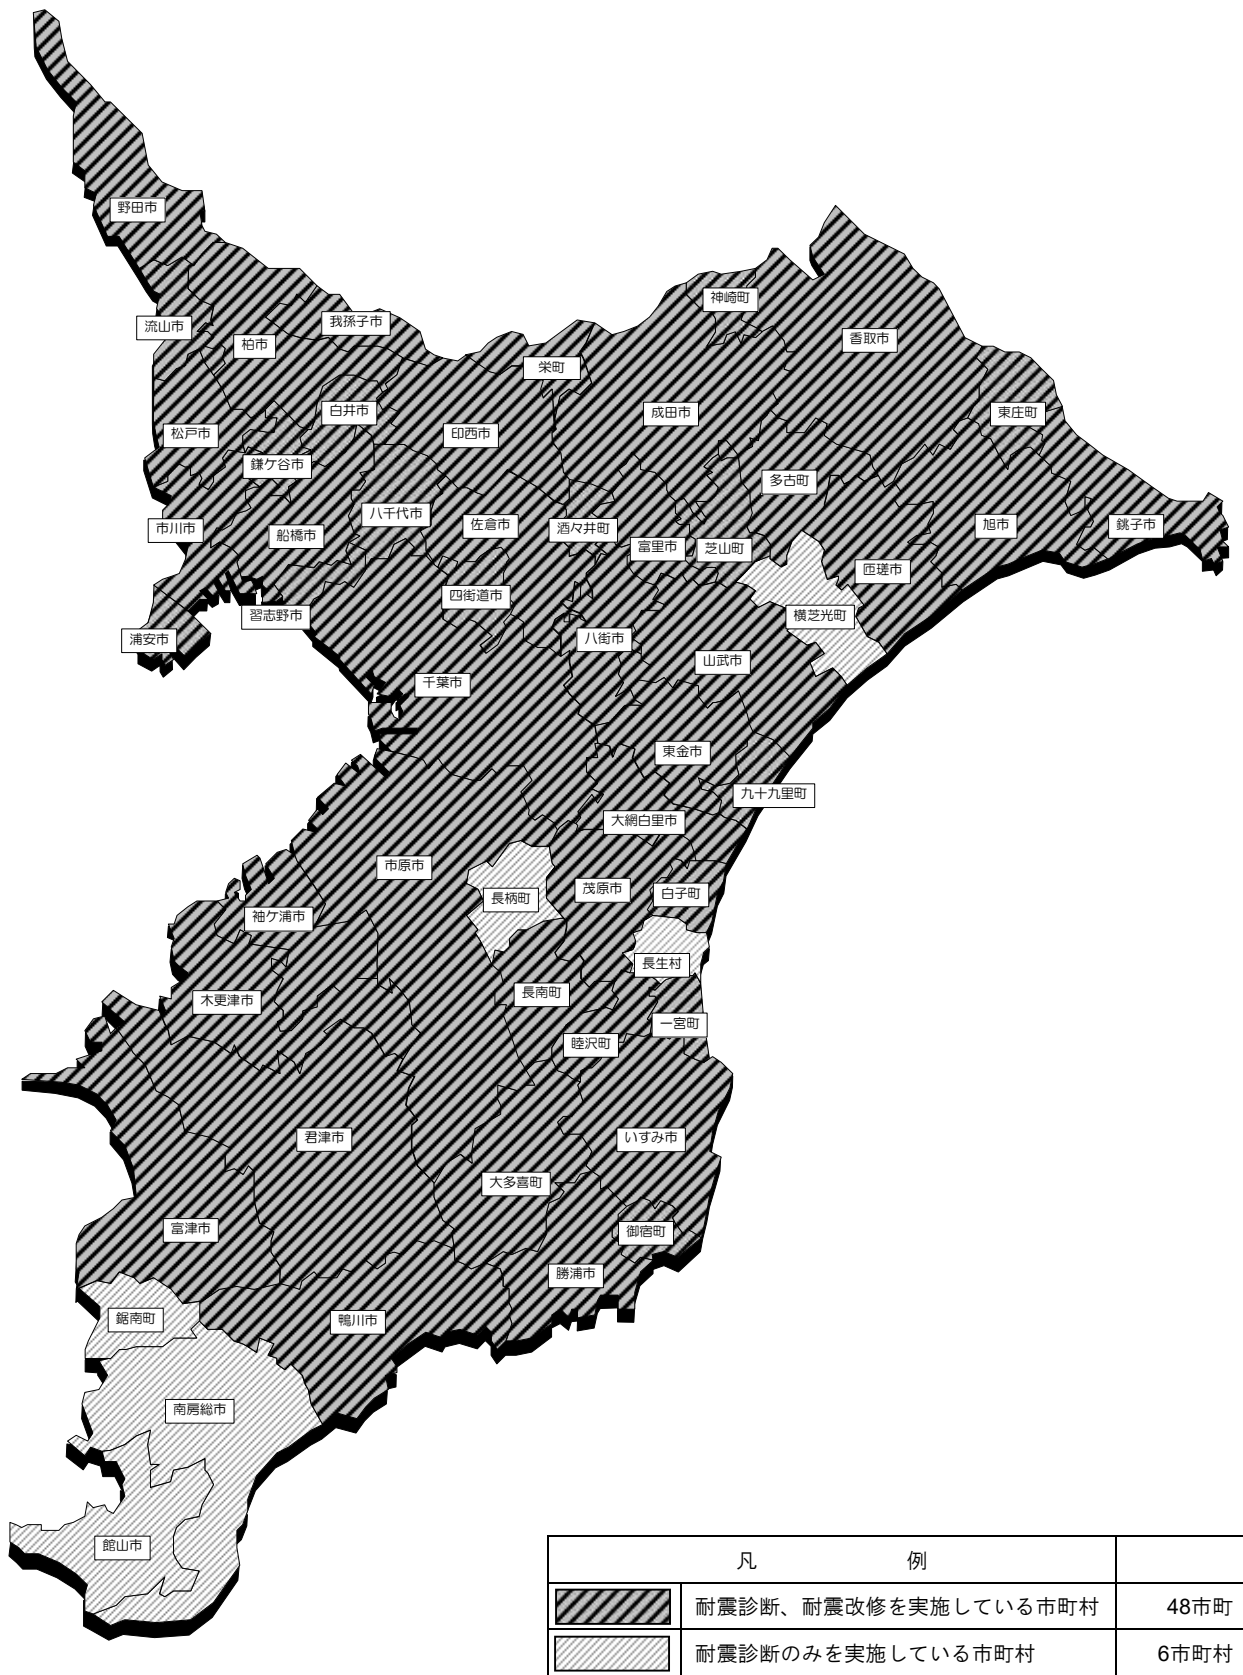 野田市
神崎町
我孫子市
流山市
香取市
柏市
栄町
白井市
成田市
東庄町
松戸市
印西市
鎌ケ谷市
多古町
八千代市
佐倉市
酒々井町
旭市
銚子市
市川市
船橋市
富里市
芝山町
匝瑳市
四街道市
習志野市
横芝光町
浦安市
八街市
山武市
千葉市
東金市
九十九里町
大網白里市
市原市
茂原市
白子町
長柄町
袖ケ浦市
長生村
長南町
木更津市
一宮町
睦沢町
君津市
いすみ市
大多喜町
富津市
御宿町
勝浦市
鋸南町
鴨川市
南房総市
館山市
凡 例
耐震診断、耐震改修を実施している市町村 48市町
耐震診断のみを実施している市町村 6市町村